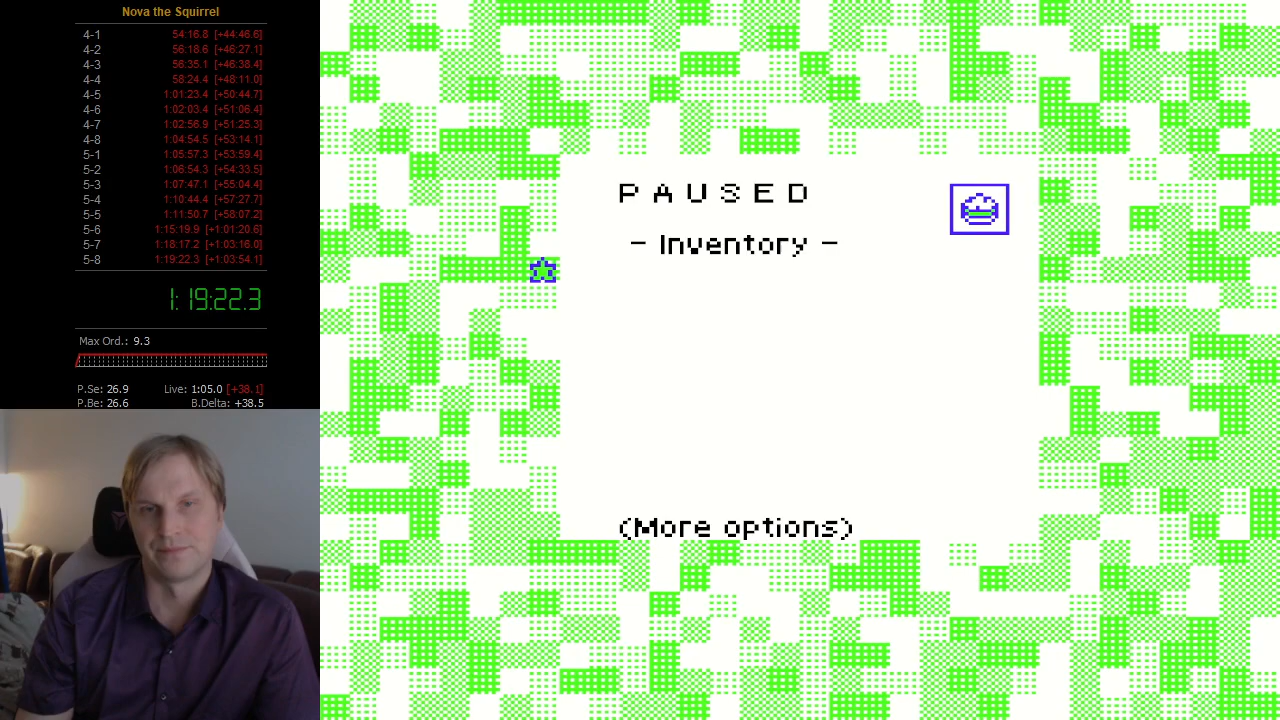 Nova the Squirrel
4-1 54:16.8 [+44:46.6]
4-2 56:18.6 [+46:27.1]
4-3 56:35.1 [+46:38.4]
4-4 58:24.4 [+48:11.0]
4-5 1:01:23.4 [+50:44.7]
4-6 1:02:03.4 [+51:06.4]
4-7 1:02:56.9 [+51:25.3]
4-8 1:04:54.5 [+53:14.1]
5-1 1:05:57.3 [+53:59.4]
5-2 1:06:54.3 [+54:33.5]
5-3 1:07:47.1 [+55:04.4]
5-4 1:10:44.4 [+57:27.7]
5-5 1:11:50.7 [+58:07.2]
5-6 1:15:19.9 [+1:01:20.6]
5-7 1:18:17.2 [+1:03:16.0]
5-8 1:19:22.3 [+1:03:54.1]
1:19:22.3
Max Ord.: 9.3
P.Se: 26.9 Live: 1:05.0 [+38.1]
P.Be: 26.6 B.Delta: +38.5
PAUSED
- Inventory -
(More options)